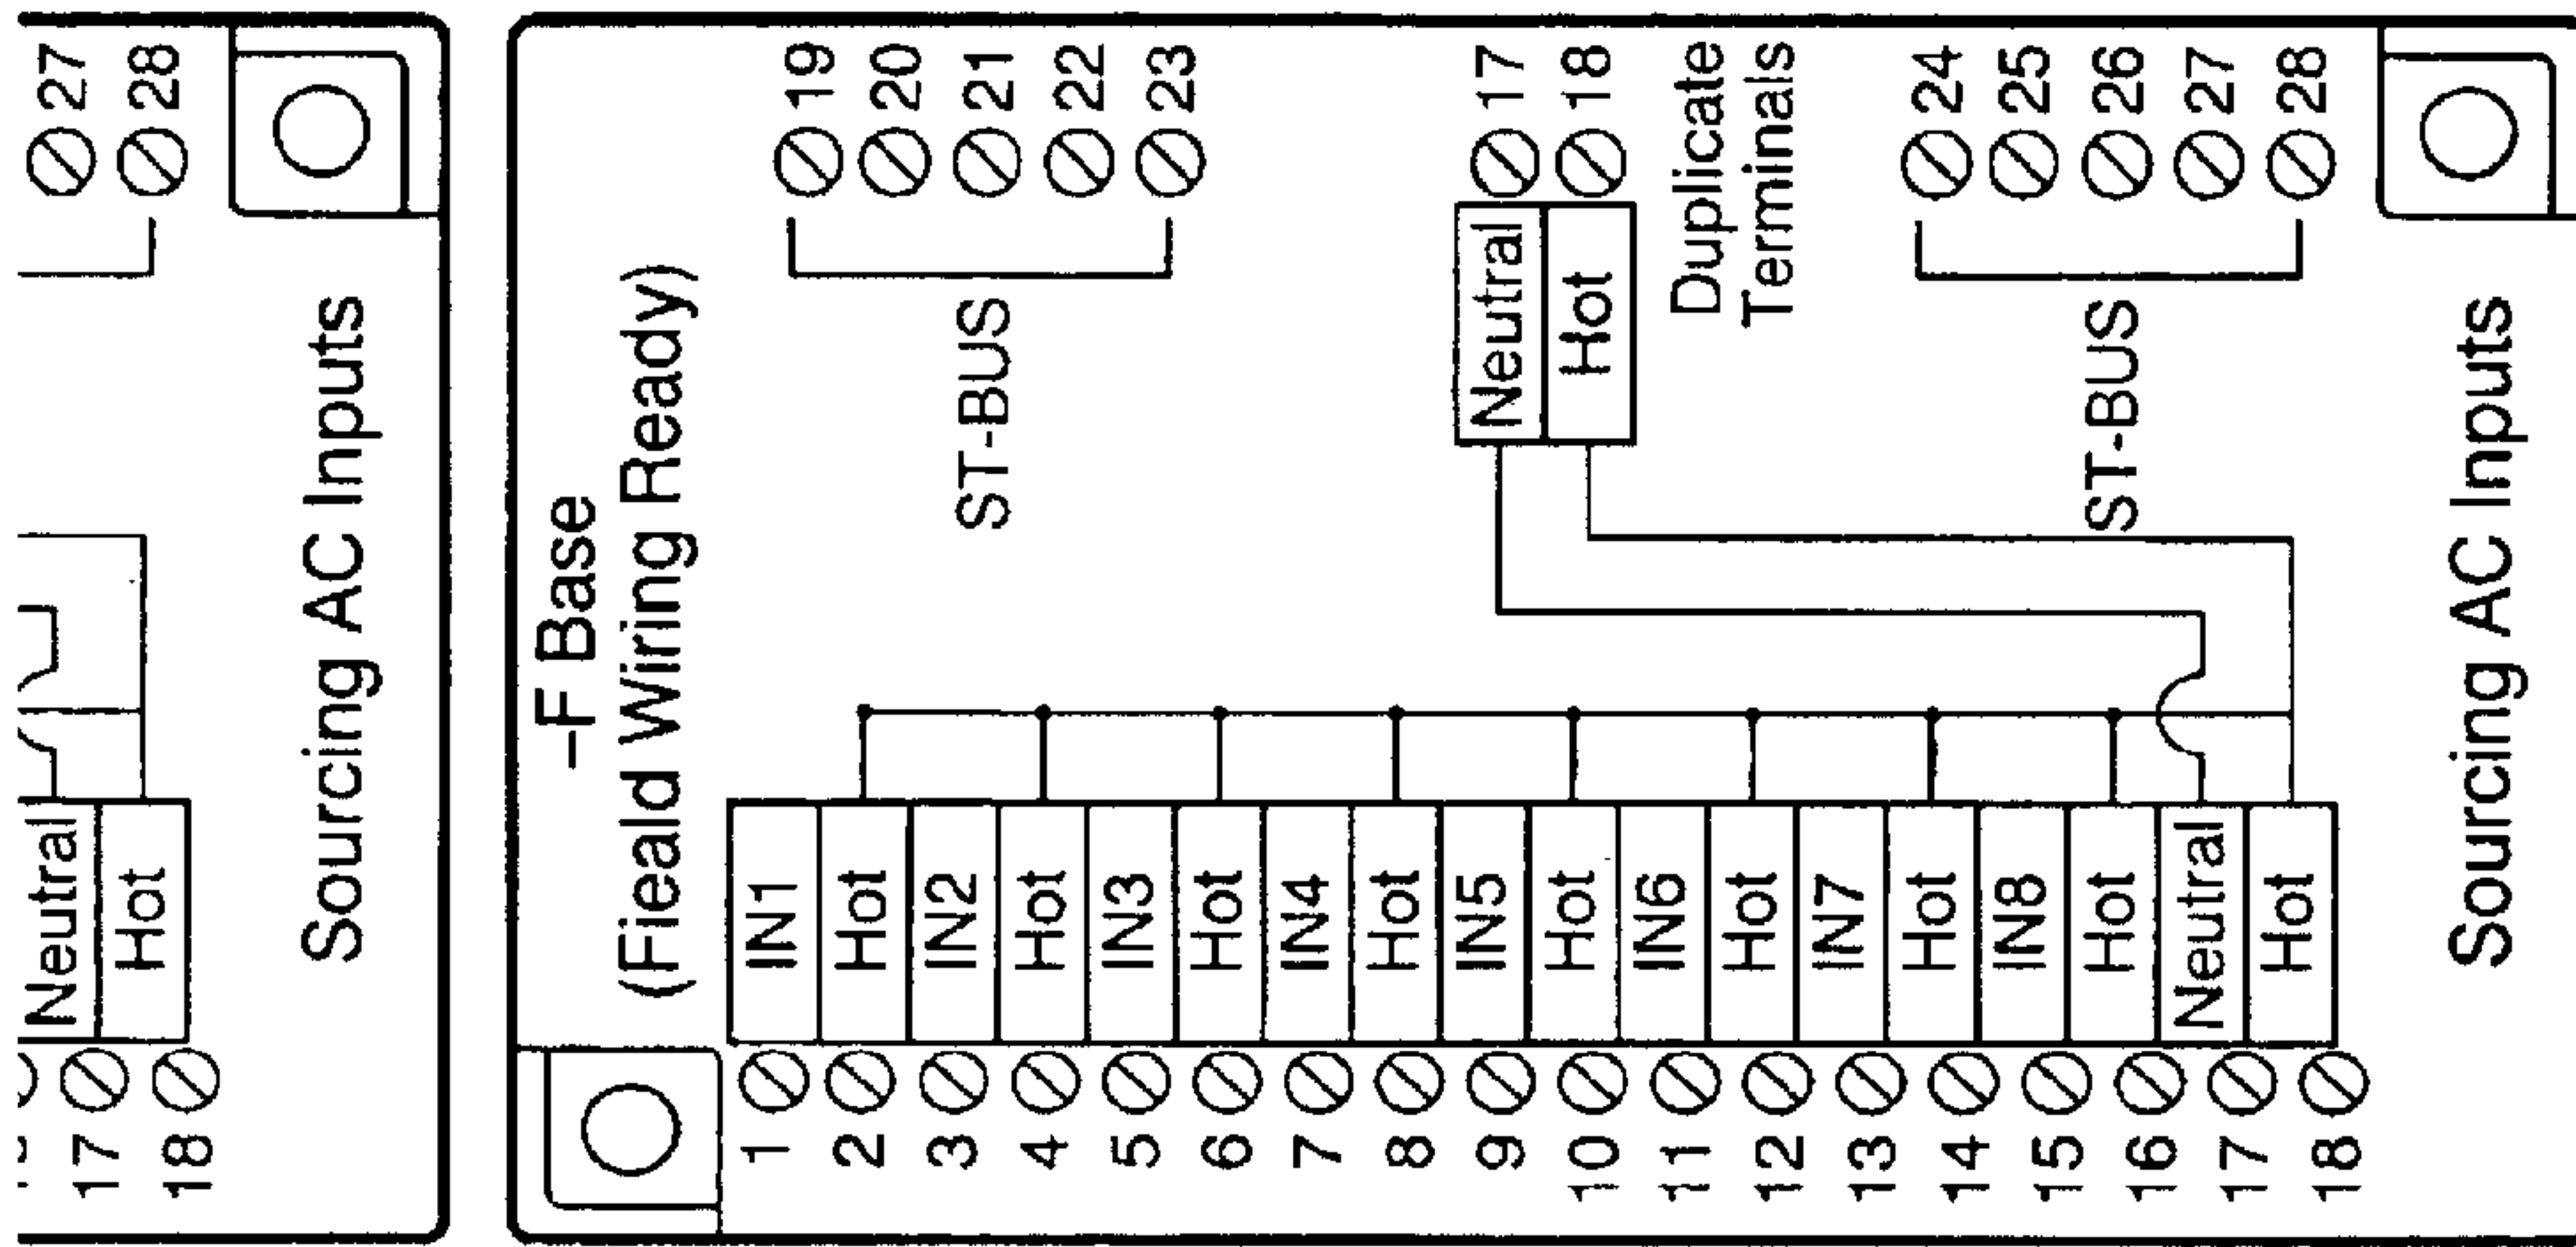 27
28
Neutral
Hot
17
18
Sourcing AC Inputs
–F Base
(Fieald Wiring Ready)
1 IN1
2 Hot
3 IN2
4 Hot
5 IN3
6 Hot
7 IN4
8 Hot
9 IN5
10 Hot
11 IN6
12 Hot
13 IN7
14 Hot
15 IN8
16 Hot
17 Neutral
18 Hot
ST-BUS
19
20
21
22
23
Neutral 17
Hot 18
Duplicate
Terminals
ST-BUS
24
25
26
27
28
Sourcing AC Inputs